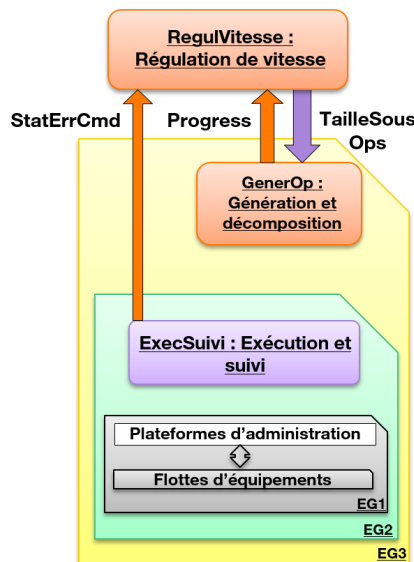 RegulVitesse :
Régulation de vitesse
StatErrCmd
Progress
TailleSous
Ops
GenerOp :
Génération et
décomposition
ExecSuivi : Exécution et
suivi
Plateformes d'administration
Flottes d'équipements
EG1
EG2
EG3